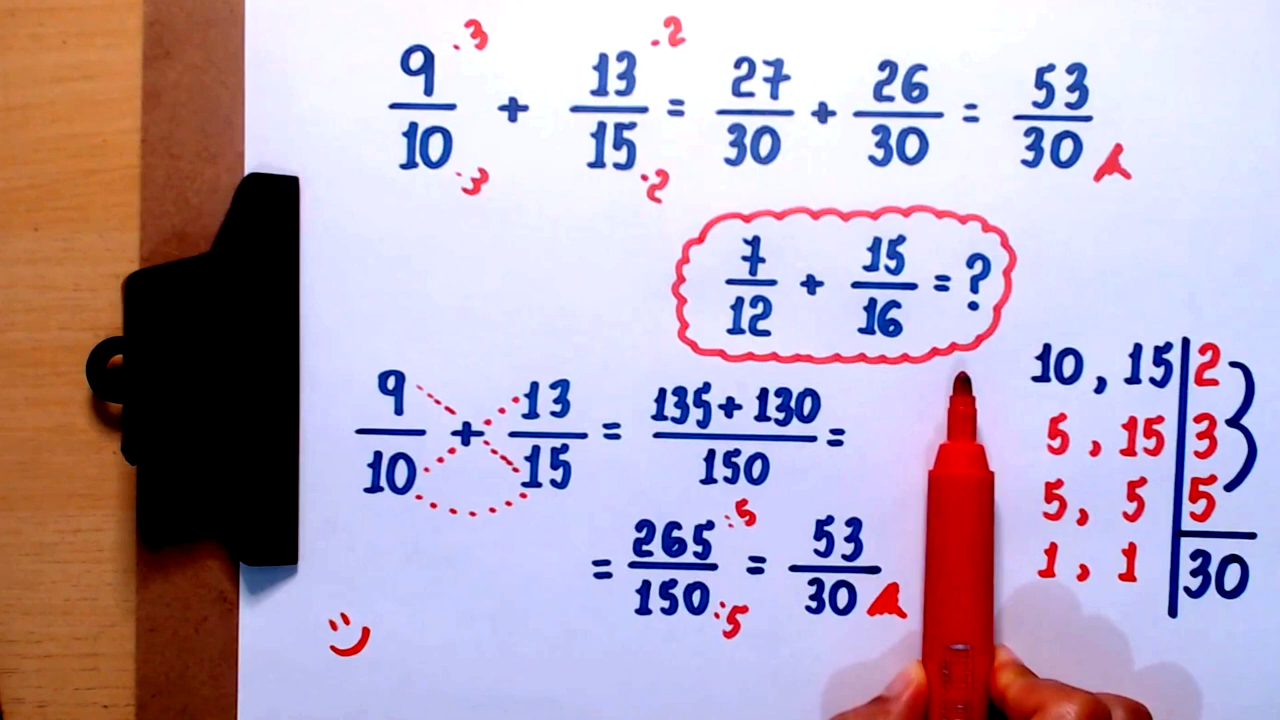 9/10 ·3/·3 + 13/15 ·2/·2 = 27/30 + 26/30 = 53/30
7/12 + 15/16 = ?
9/10 + 13/15 = 135+130/150 =
= 265/150 :5/:5 = 53/30
10, 15 | 2
5, 15 | 3
5, 5 | 5
1, 1
30